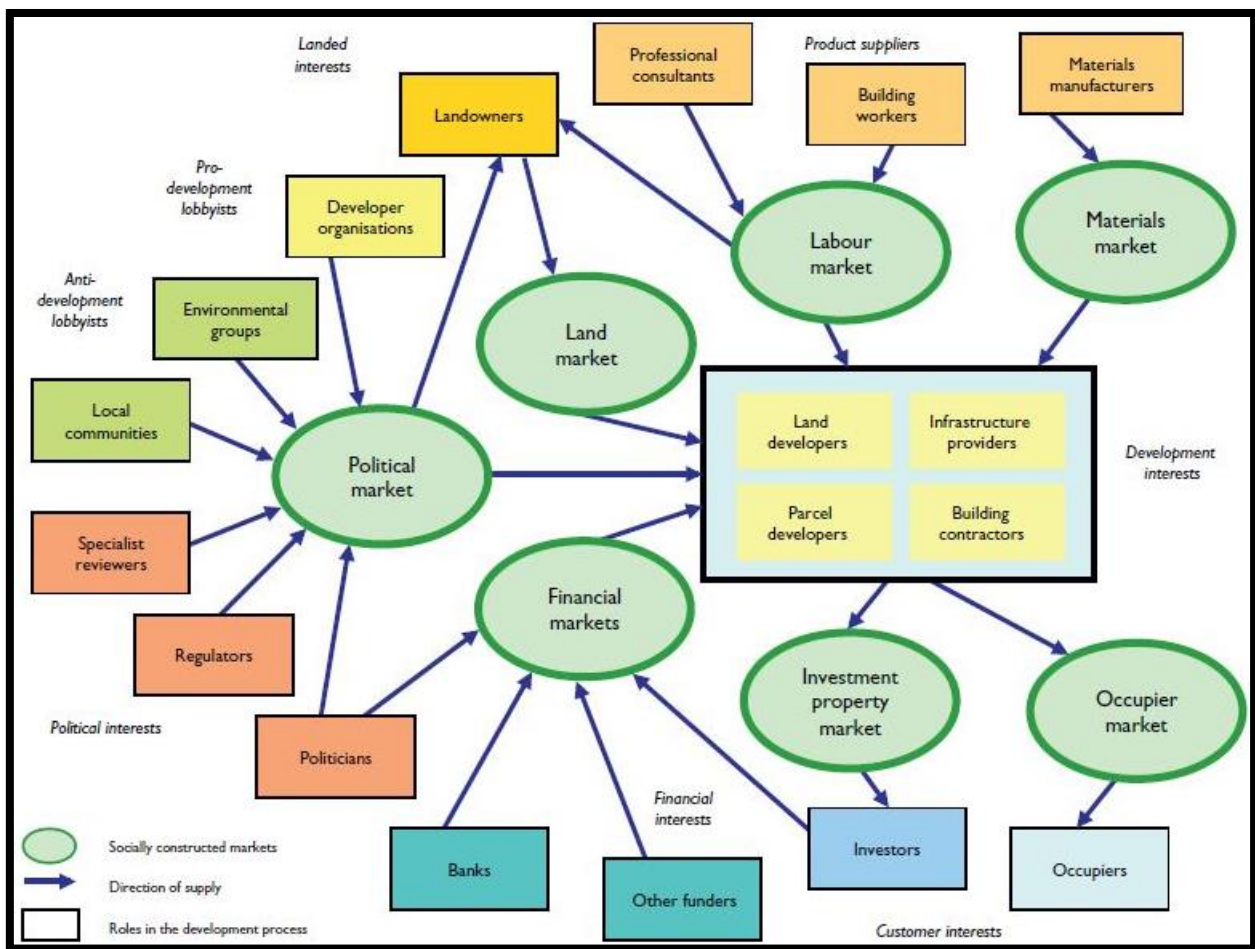 Landed
interests
Professional
consultants
Product suppliers
Materials
manufacturers
Landowners
Building
workers
Pro-
development
lobbyists
Developer
organisations
Labour
market
Materials
market
Anti-
development
lobbyists
Environmental
groups
Land
market
Local
communities
Political
market
Land
developers
Infrastructure
providers
Development
interests
Parcel
developers
Building
contractors
Specialist
reviewers
Financial
markets
Regulators
Investment
property
market
Occupier
market
Political interests
Politicians
Financial
interests
Socially constructed markets
Banks
Other funders
Investors
Occupiers
Direction of supply
Roles in the development process
Customer interests